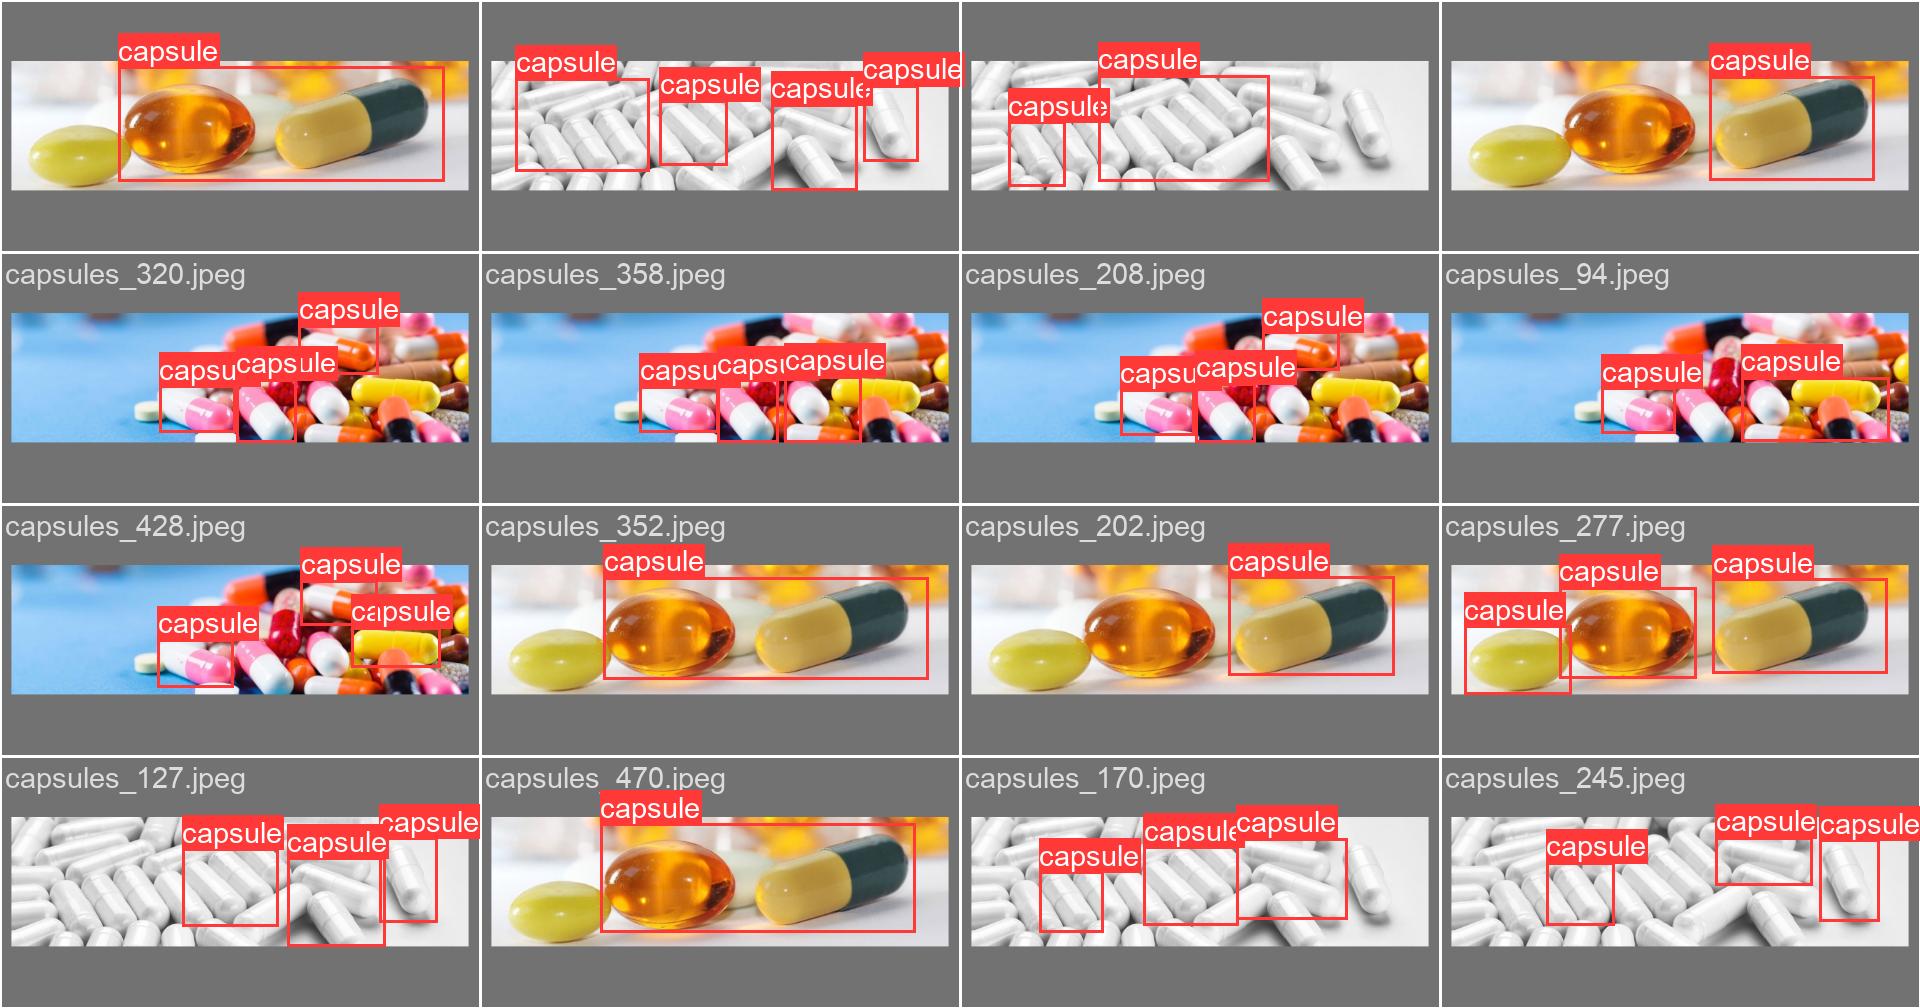 capsule
capsule
capsule
capsule
capsule
capsule
capsule
capsule
capsules_320.jpeg
capsules_358.jpeg
capsules_208.jpeg
capsules_94.jpeg
capsule
capsu
capsule
capsu
capsu
capsule
capsule
capsu
capsule
capsule
capsule
capsules_428.jpeg
capsules_352.jpeg
capsules_202.jpeg
capsules_277.jpeg
capsule
capsule
capsule
capsule
capsule
capsule
capsule
capsule
capsules_127.jpeg
capsules_470.jpeg
capsules_170.jpeg
capsules_245.jpeg
capsule
capsule
capsule
capsule
capsule
capsule
capsule
capsule
capsule
capsule